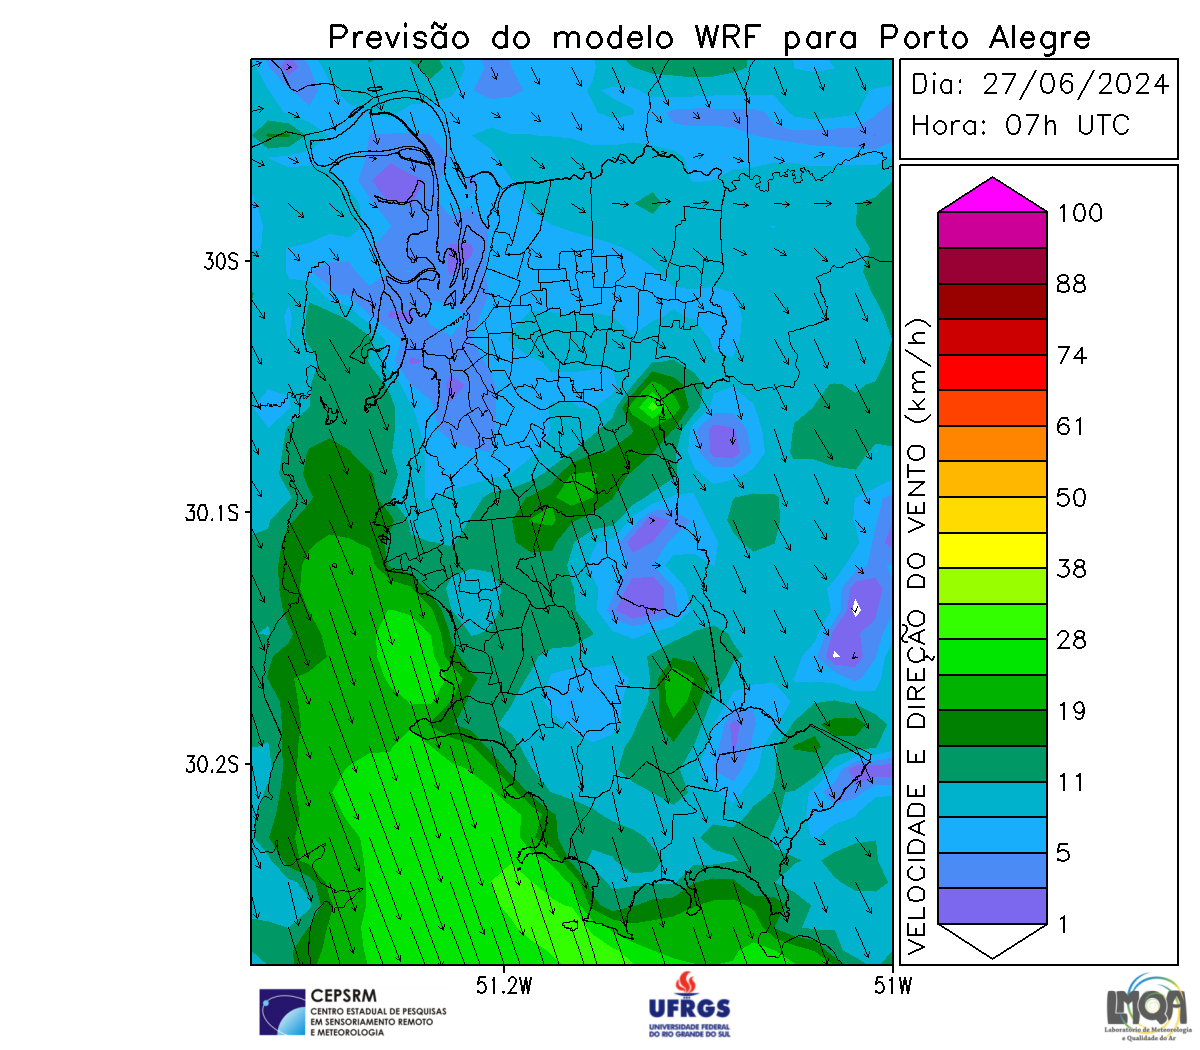 Previsão do modelo WRF para Porto Alegre
Dia: 27/06/2024
Hora: 07h UTC
30S
30.1S
30.2S
51.2W
51W
VELOCIDADE E DIREÇÃO DO VENTO (km/h)
100
88
74
61
50
38
28
19
11
5
1
CEPSRM
CENTRO ESTADUAL DE PESQUISAS
EM SENSORIAMENTO REMOTO
E METEOROLOGIA
UFRGS
UNIVERSIDADE FEDERAL
DO RIO GRANDE DO SUL
LMQA
Laboratório de Meteorologia
e Qualidade do Ar